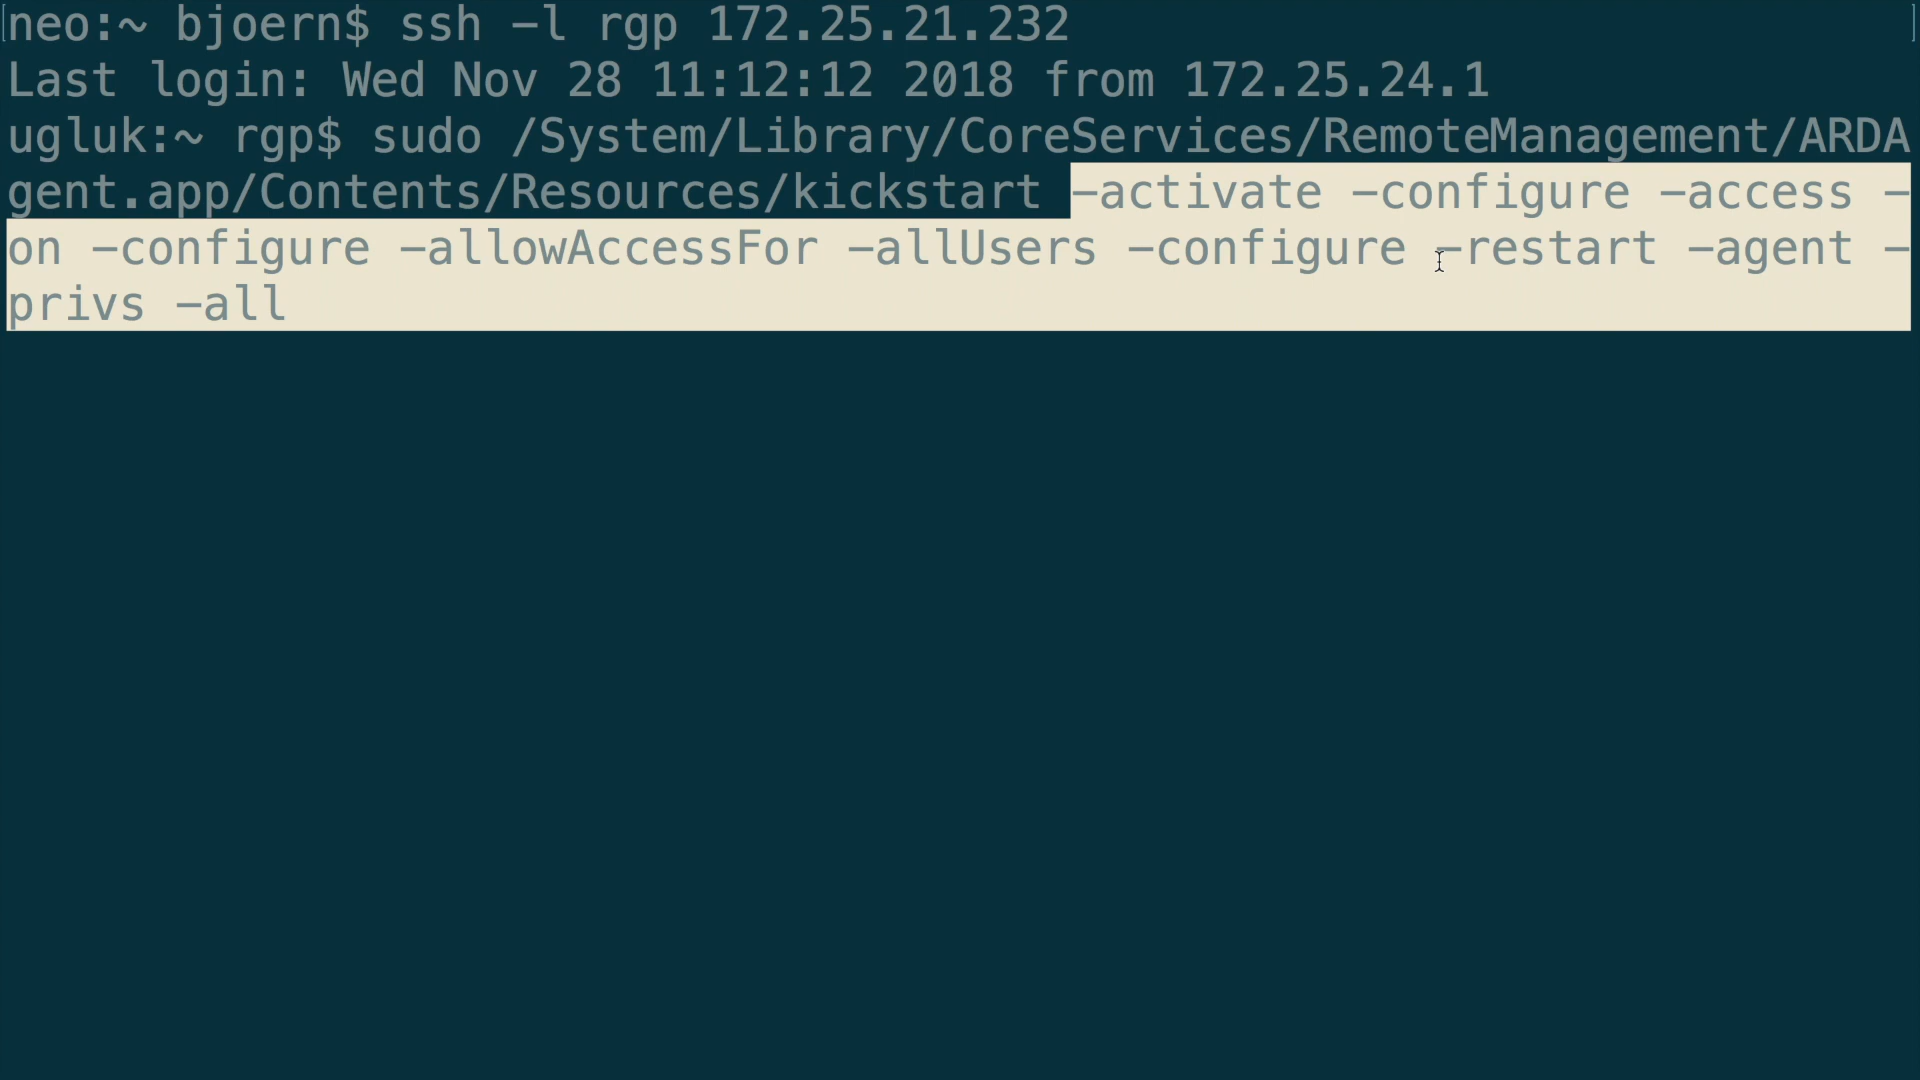 [neo:~ bjoern$ ssh -l rgp 172.25.21.232 ]
Last login: Wed Nov 28 11:12:12 2018 from 172.25.24.1
ugluk:~ rgp$ sudo /System/Library/CoreServices/RemoteManagement/ARDA
gent.app/Contents/Resources/kickstart -activate -configure -access -
on -configure -allowAccessFor -allUsers -configure -restart -agent -
privs -all